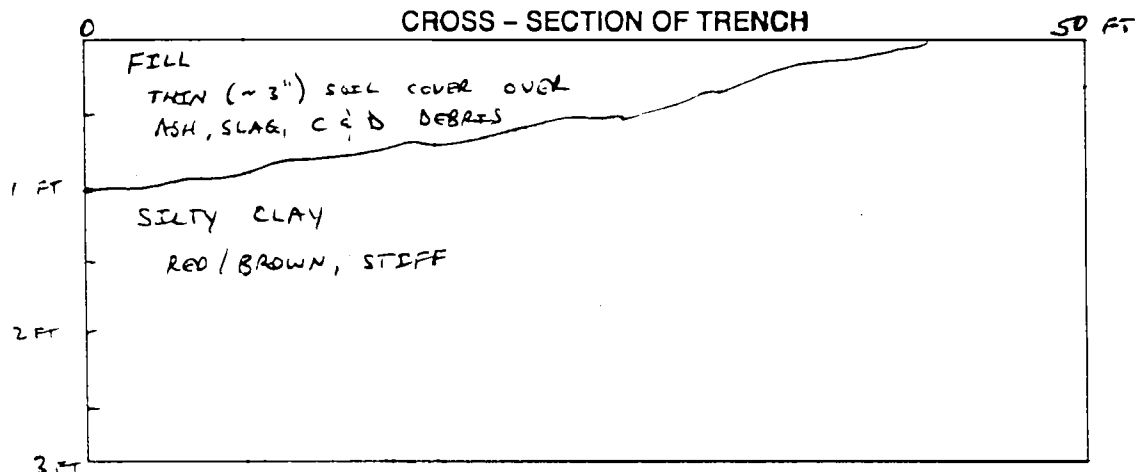 CROSS – SECTION OF TRENCH
0 50 FT
FILL
THIN (~ 3") SOIL COVER OVER
ASH, SLAG, C & D DEBRIS
1 FT
SILTY CLAY
RED / BROWN, STIFF
2 FT
3 FT